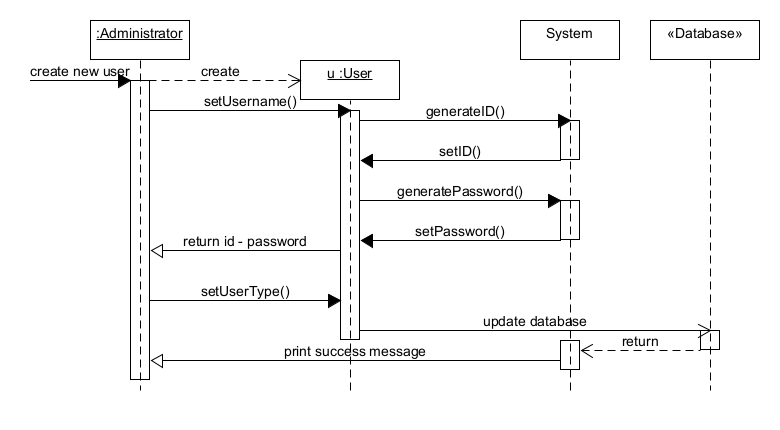 :Administrator
System
«Database»
create new user
create
u :User
setUsername()
generateID()
setID()
generatePassword()
setPassword()
return id - password
setUserType()
update database
return
print success message